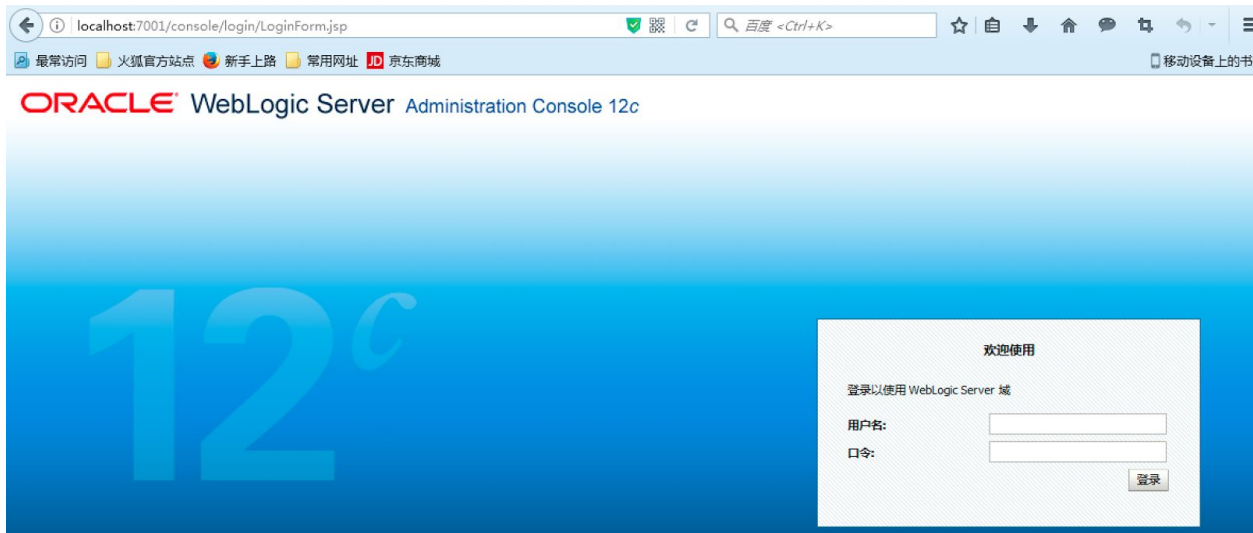 localhost:7001/console/login/LoginForm.jsp
百度 <Ctrl+K>
最常访问 火狐官方站点 新手上路 常用网址 JD 京东商城 移动设备上的书
ORACLE WebLogic Server Administration Console 12c
12c
欢迎使用
登录以使用 WebLogic Server 域
用户名:
口令:
登录